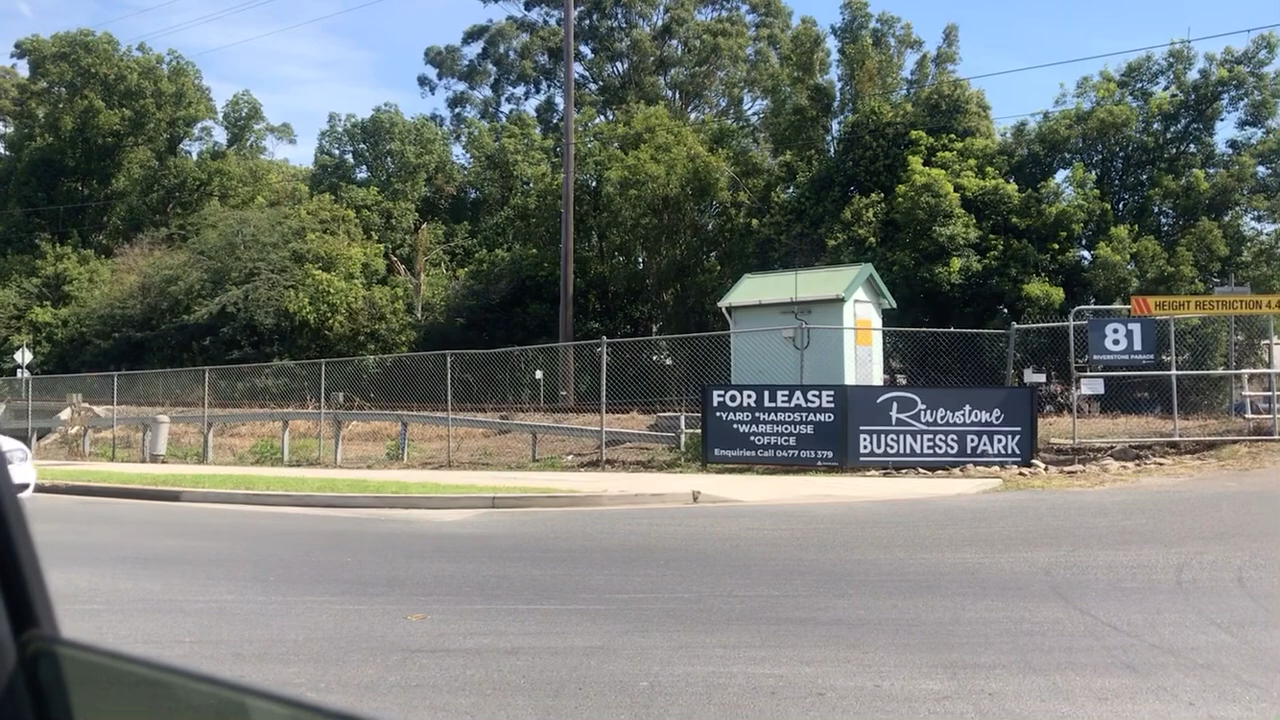 FOR LEASE
*YARD *HARDSTAND
*WAREHOUSE
*OFFICE
Enquiries Call 0477 013 379
Riverstone
BUSINESS PARK
81
RIVERSTONE PARADE
HEIGHT RESTRICTION 4.